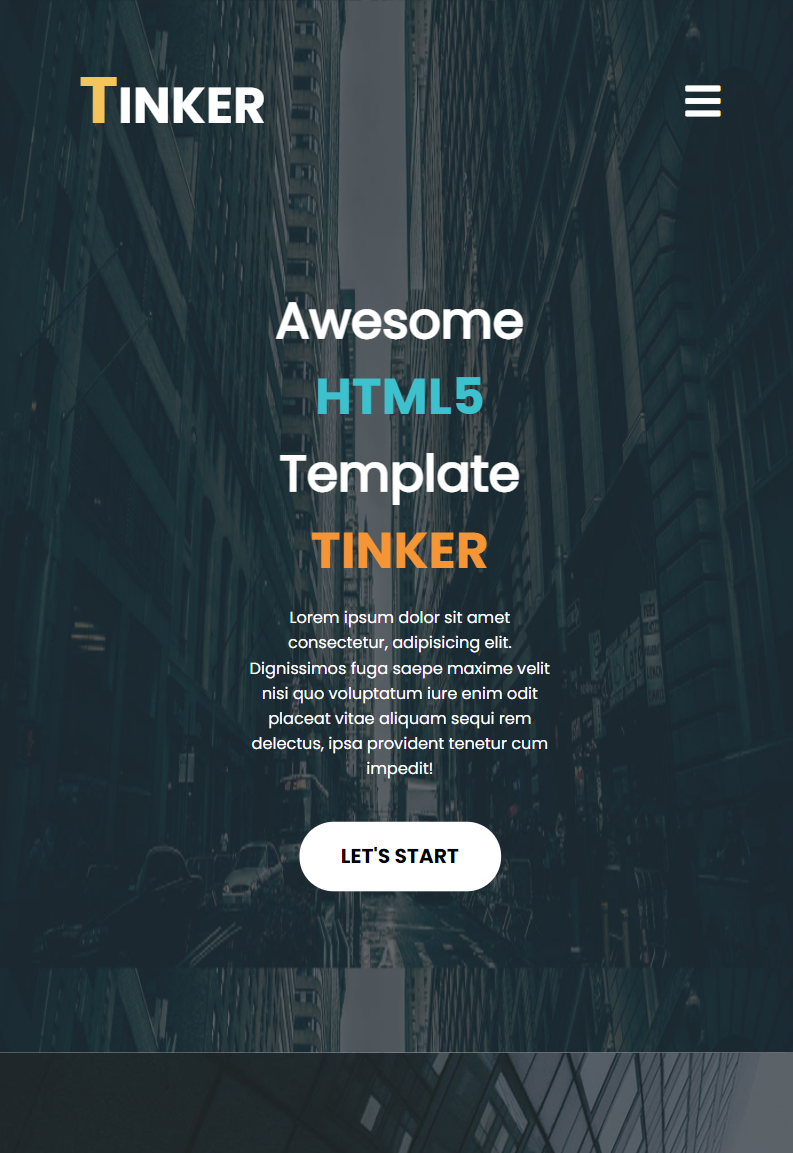 TINKER
Awesome
HTML5
Template
TINKER
Lorem ipsum dolor sit amet
consectetur, adipisicing elit.
Dignissimos fuga saepe maxime velit
nisi quo voluptatum iure enim odit
placeat vitae aliquam sequi rem
delectus, ipsa provident tenetur cum
impedit!
LET'S START